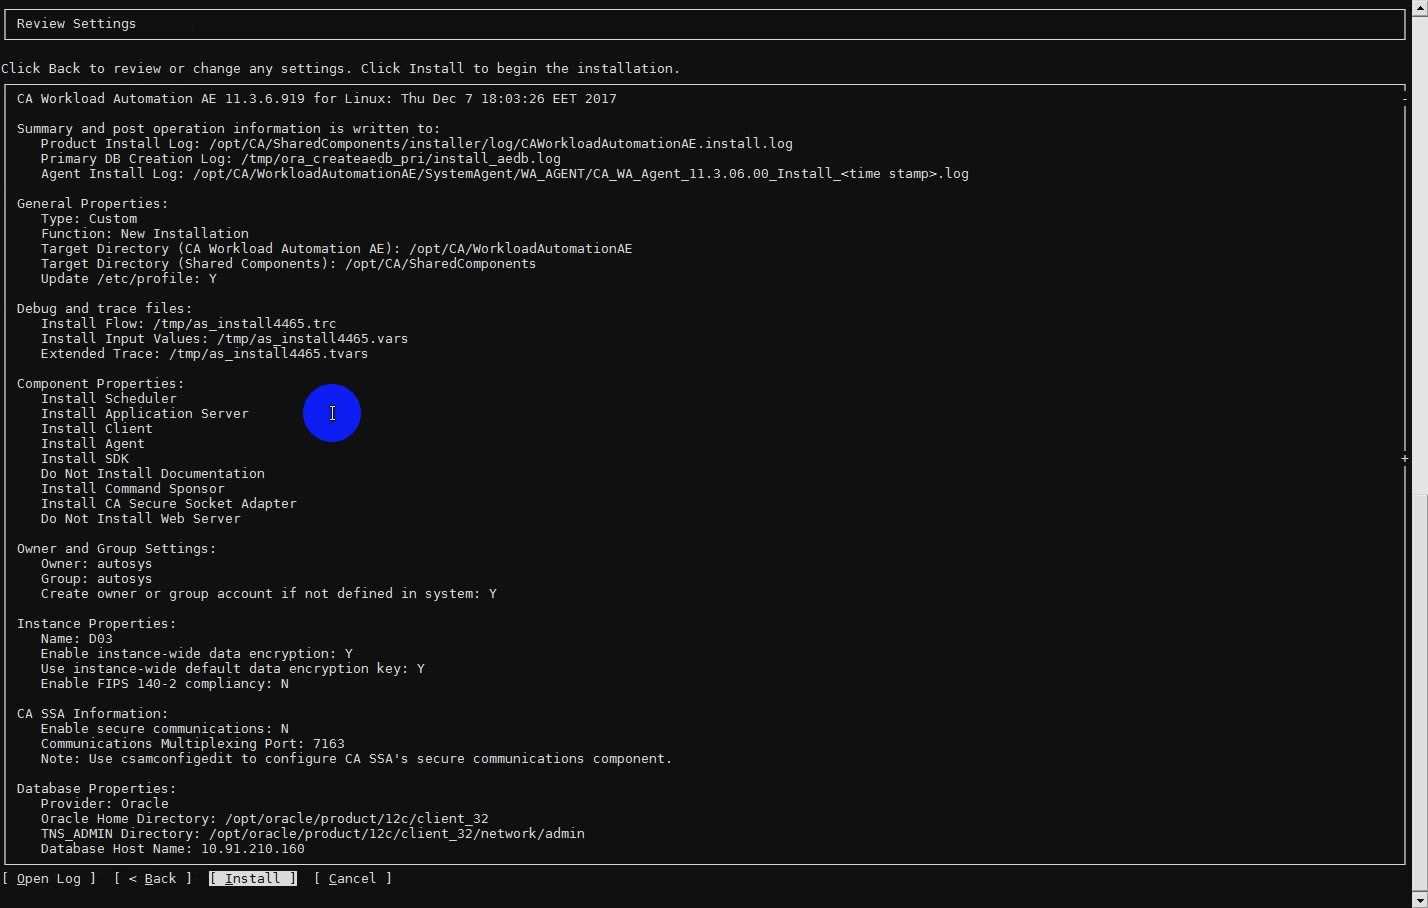 Review Settings
Click Back to review or change any settings. Click Install to begin the installation.
CA Workload Automation AE 11.3.6.919 for Linux: Thu Dec 7 18:03:26 EET 2017
Summary and post operation information is written to:
Product Install Log: /opt/CA/SharedComponents/installer/log/CAWorkloadAutomationAE.install.log
Primary DB Creation Log: /tmp/ora_createaedb_pri/install_aedb.log
Agent Install Log: /opt/CA/WorkloadAutomationAE/SystemAgent/WA_AGENT/CA_WA_Agent_11.3.06.00_Install_<time stamp>.log
General Properties:
Type: Custom
Function: New Installation
Target Directory (CA Workload Automation AE): /opt/CA/WorkloadAutomationAE
Target Directory (Shared Components): /opt/CA/SharedComponents
Update /etc/profile: Y
Debug and trace files:
Install Flow: /tmp/as_install4465.trc
Install Input Values: /tmp/as_install4465.vars
Extended Trace: /tmp/as_install4465.tvars
Component Properties:
Install Scheduler
Install Application Server
Install Client
Install Agent
Install SDK
Do Not Install Documentation
Install Command Sponsor
Install CA Secure Socket Adapter
Do Not Install Web Server
Owner and Group Settings:
Owner: autosys
Group: autosys
Create owner or group account if not defined in system: Y
Instance Properties:
Name: D03
Enable instance-wide data encryption: Y
Use instance-wide default data encryption key: Y
Enable FIPS 140-2 compliancy: N
CA SSA Information:
Enable secure communications: N
Communications Multiplexing Port: 7163
Note: Use csamconfigedit to configure CA SSA's secure communications component.
Database Properties:
Provider: Oracle
Oracle Home Directory: /opt/oracle/product/12c/client_32
TNS_ADMIN Directory: /opt/oracle/product/12c/client_32/network/admin
Database Host Name: 10.91.210.160
[ Open Log ]  [ < Back ]  [ Install ]  [ Cancel ]